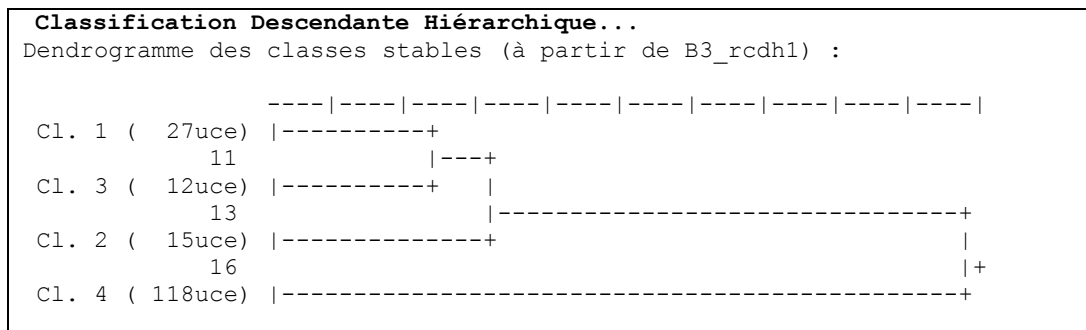 Classification Descendante Hiérarchique...
Dendrogramme des classes stables (à partir de B3_rcdh1) :
----|----|----|----|----|----|----|----|----|----|
Cl. 1 (  27uce) |----------+
11              |---+
Cl. 3 (  12uce) |----------+   |
13                  |--------------------------------+
Cl. 2 (  15uce) |--------------+                                |
16                                                   |+
Cl. 4 ( 118uce) |-----------------------------------------------+